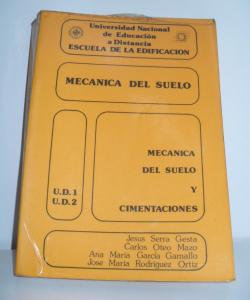 Universidad Nacional
de Educación
a Distancia
ESCUELA DE LA EDIFICACION
MECANICA DEL SUELO
MECANICA
DEL SUELO
Y
CIMENTACIONES
U.D.1
U.D.2
Jesus Serra Gesta
Carlos Oteo Mazo
Ana Maria García Gamallo
Jose Maria Rodriguez Ortiz